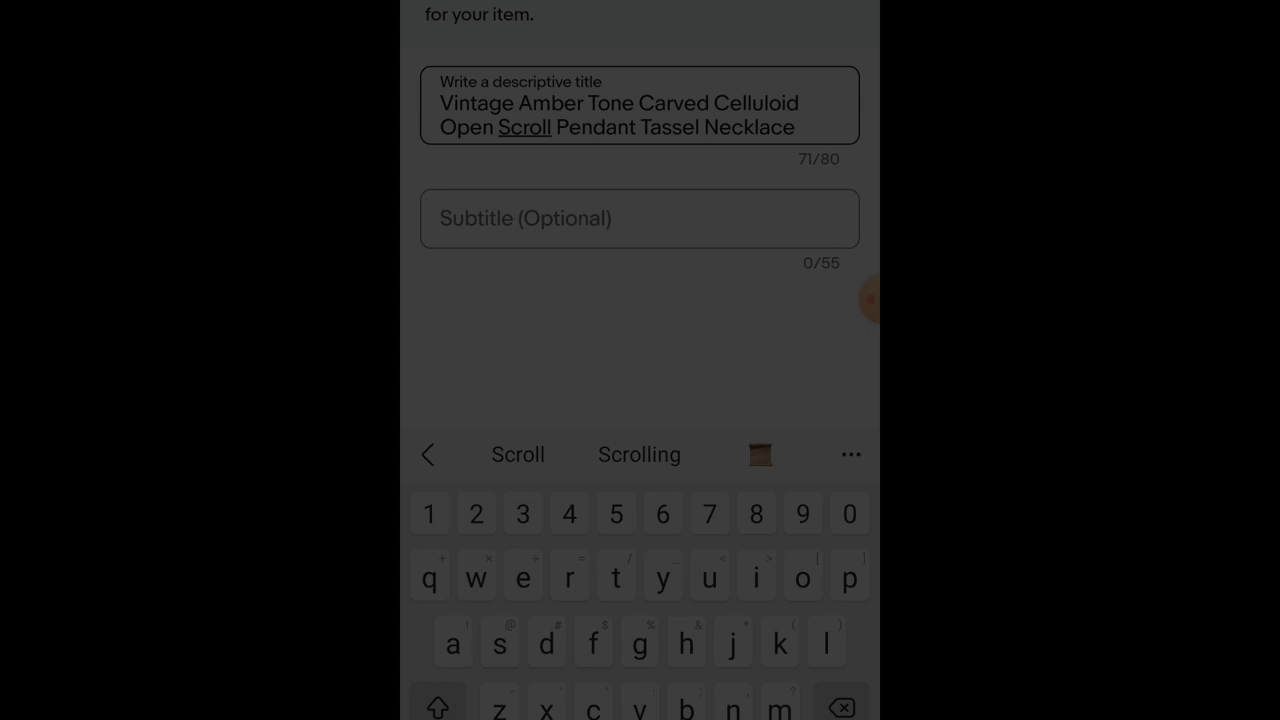 for your item.
Write a descriptive title
Vintage Amber Tone Carved Celluloid
Open Scroll Pendant Tassel Necklace
71/80
Subtitle (Optional)
0/55
Scroll Scrolling
1 2 3 4 5 6 7 8 9 0
+ × ÷ = / _ < > [ ]
q w e r t y u i o p
! @ # $ % & * ( )
a s d f g h j k l
- ' " : ; , ?
z x c v b n m